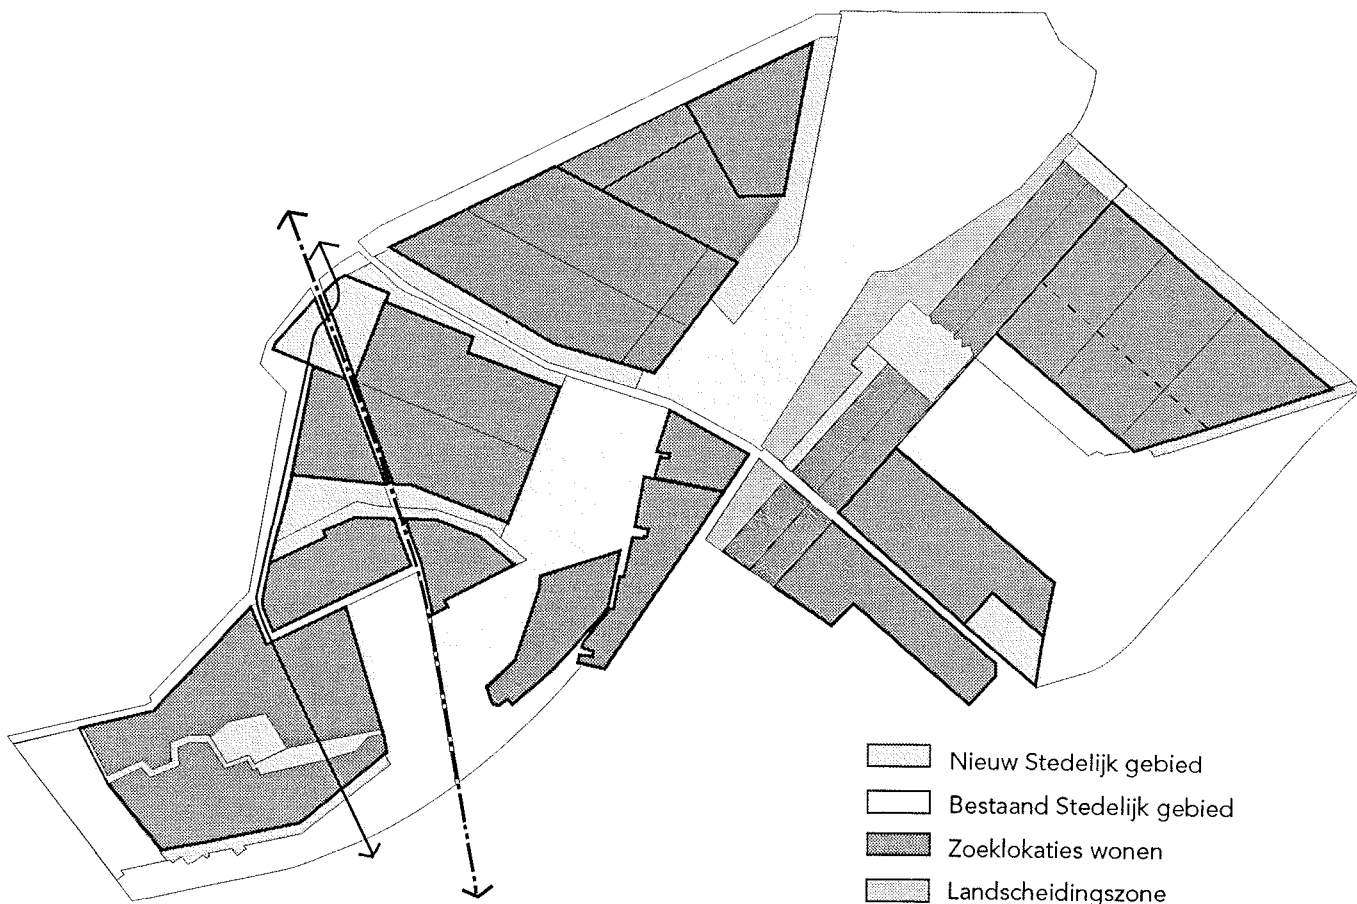 Nieuw Stedelijk gebied
Bestaand Stedelijk gebied
Zoeklokaties wonen
Landscheidingszone